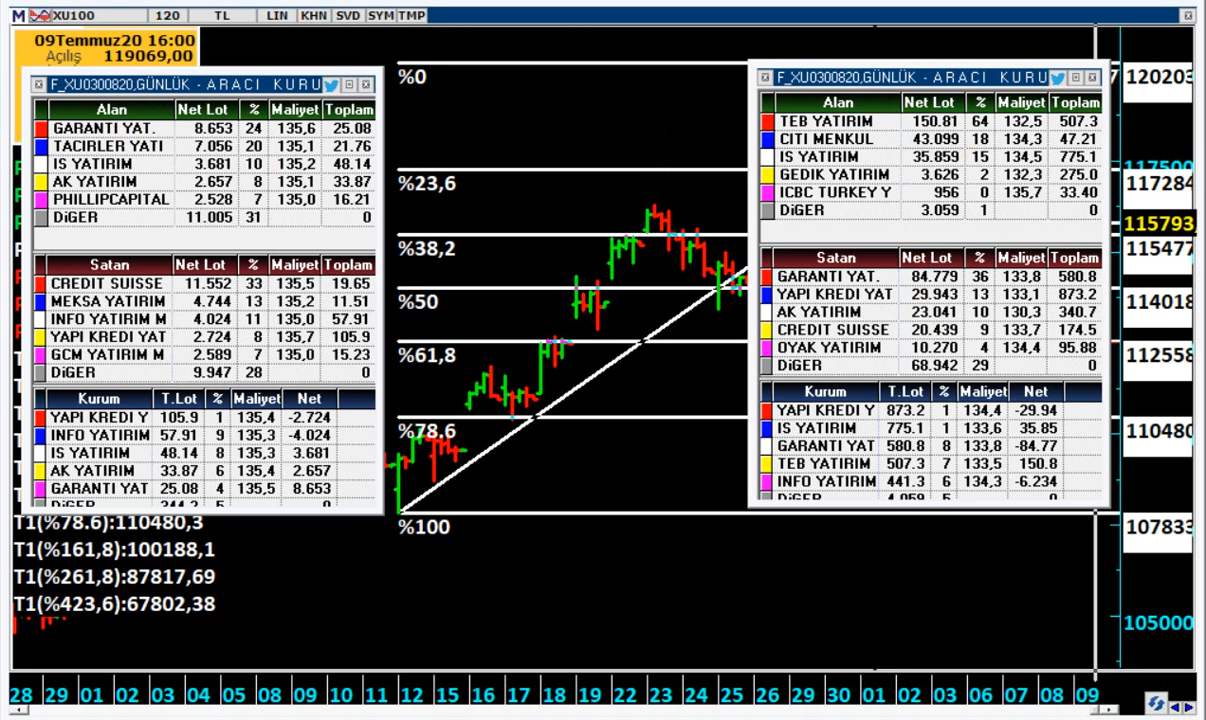 XU100 120 TL LIN KHN SVD SYM TMP
09Temmuz20 16:00
Açılış 119069,00
F_XU0300820,GÜNLÜK - ARACI KURU
Alan Net Lot % Maliyet Toplam
GARANTI YAT. 8.653 24 135,6 25.08
TACIRLER YATI 7.056 20 135,1 21.76
IS YATIRIM 3.681 10 135,2 48.14
AK YATIRIM 2.657 8 135,1 33.87
PHILLIPCAPITAL 2.528 7 135,0 16.21
DiGER 11.005 31 0
Satan Net Lot % Maliyet Toplam
CREDIT SUISSE 11.552 33 135,5 19.65
MEKSA YATIRIM 4.744 13 135,2 11.51
INFO YATIRIM M 4.024 11 135,0 57.91
YAPI KREDI YAT 2.724 8 135,7 105.9
GCM YATIRIM M 2.589 7 135,0 15.23
DiGER 9.947 28 0
Kurum T.Lot % Maliyet Net
YAPI KREDI Y 105.9 1 135,4 -2.724
INFO YATIRIM 57.91 9 135,3 -4.024
IS YATIRIM 48.14 8 135,3 3.681
AK YATIRIM 33.87 6 135,4 2.657
GARANTI YAT 25.08 4 135,5 8.653
DiGER 344.2 5 0
T1(%78.6):110480,3
T1(%161,8):100188,1
T1(%261,8):87817,69
T1(%423,6):67802,38
%0
%23,6
%38,2
%50
%61,8
%78,6
%100
F_XU0300820,GÜNLÜK - ARACI KURU
Alan Net Lot % Maliyet Toplam
TEB YATIRIM 150.81 64 132,5 507.3
CITI MENKUL 43.099 18 134,3 47.21
IS YATIRIM 35.859 15 134,5 775.1
GEDIK YATIRIM 3.626 2 132,3 275.0
ICBC TURKEY Y 956 0 135,7 33.40
DiGER 3.059 1 0
Satan Net Lot % Maliyet Toplam
GARANTI YAT. 84.779 36 133,8 580.8
YAPI KREDI YAT 29.943 13 133,1 873.2
AK YATIRIM 23.041 10 130,3 340.7
CREDIT SUISSE 20.439 9 133,7 174.5
OYAK YATIRIM 10.270 4 134,4 95.88
DiGER 68.942 29 0
Kurum T.Lot % Maliyet Net
YAPI KREDI Y 873.2 1 134,4 -29.94
IS YATIRIM 775.1 1 133,6 35.85
GARANTI YAT 580.8 8 133,8 -84.77
TEB YATIRIM 507.3 7 133,5 150.8
INFO YATIRIM 441.3 6 134,3 -6.234
DiGER 4.059 5 0
120203
117500
117284
115793,
115477
114018
112558
110480
107833
105000
28 29 01 02 03 04 05 08 09 10 11 12 15 16 17 18 19 22 23 24 25 26 29 30 01 02 03 06 07 08 09